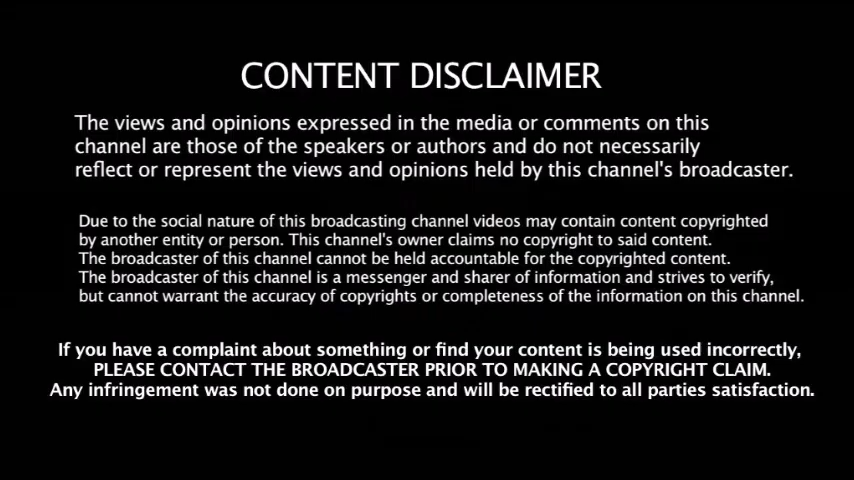 CONTENT DISCLAIMER
The views and opinions expressed in the media or comments on this
channel are those of the speakers or authors and do not necessarily
reflect or represent the views and opinions held by this channel's broadcaster.
Due to the social nature of this broadcasting channel videos may contain content copyrighted
by another entity or person. This channel's owner claims no copyright to said content.
The broadcaster of this channel cannot be held accountable for the copyrighted content.
The broadcaster of this channel is a messenger and sharer of information and strives to verify,
but cannot warrant the accuracy of copyrights or completeness of the information on this channel.
If you have a complaint about something or find your content is being used incorrectly,
PLEASE CONTACT THE BROADCASTER PRIOR TO MAKING A COPYRIGHT CLAIM.
Any infringement was not done on purpose and will be rectified to all parties satisfaction.